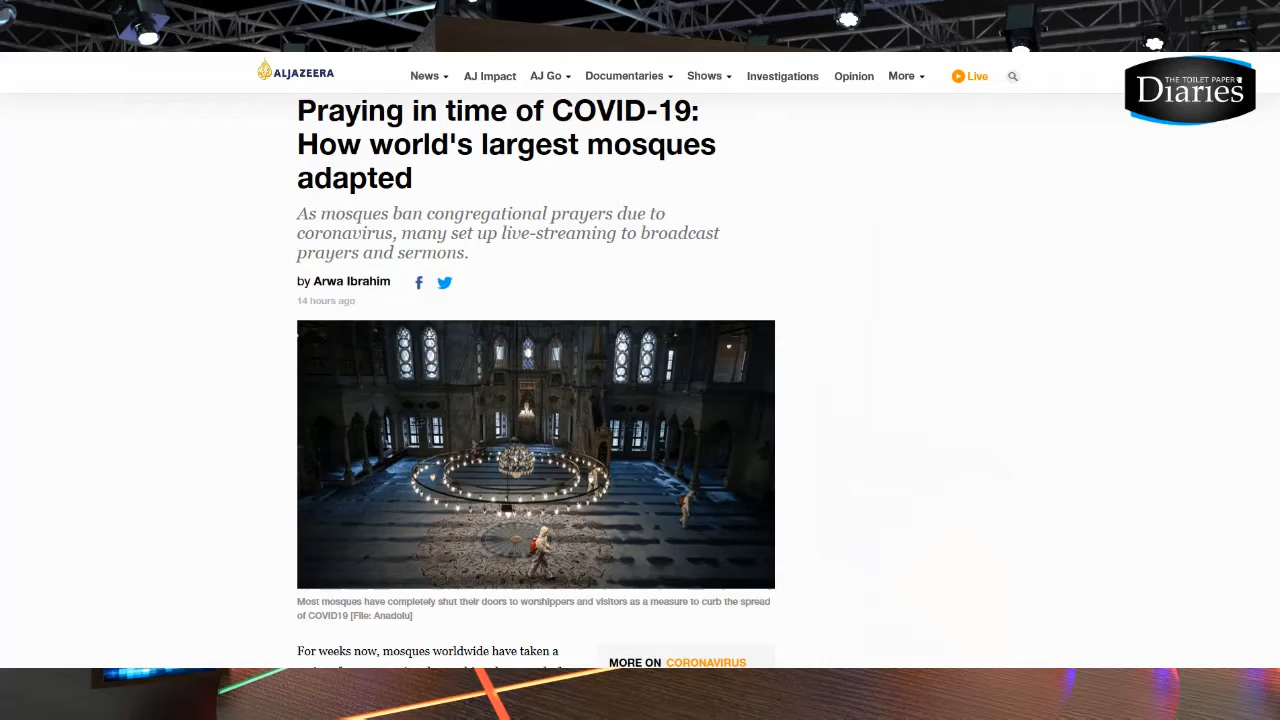 ALJAZEERA
News AJ Impact AJ Go Documentaries Shows Investigations Opinion More Live
THE TOILET PAPER
Diaries
Praying in time of COVID-19:
How world's largest mosques
adapted
As mosques ban congregational prayers due to
coronavirus, many set up live-streaming to broadcast
prayers and sermons.
by Arwa Ibrahim
14 hours ago
Most mosques have completely shut their doors to worshippers and visitors as a measure to curb the spread
of COVID19 [File: Anadolu]
For weeks now, mosques worldwide have taken a
MORE ON CORONAVIRUS